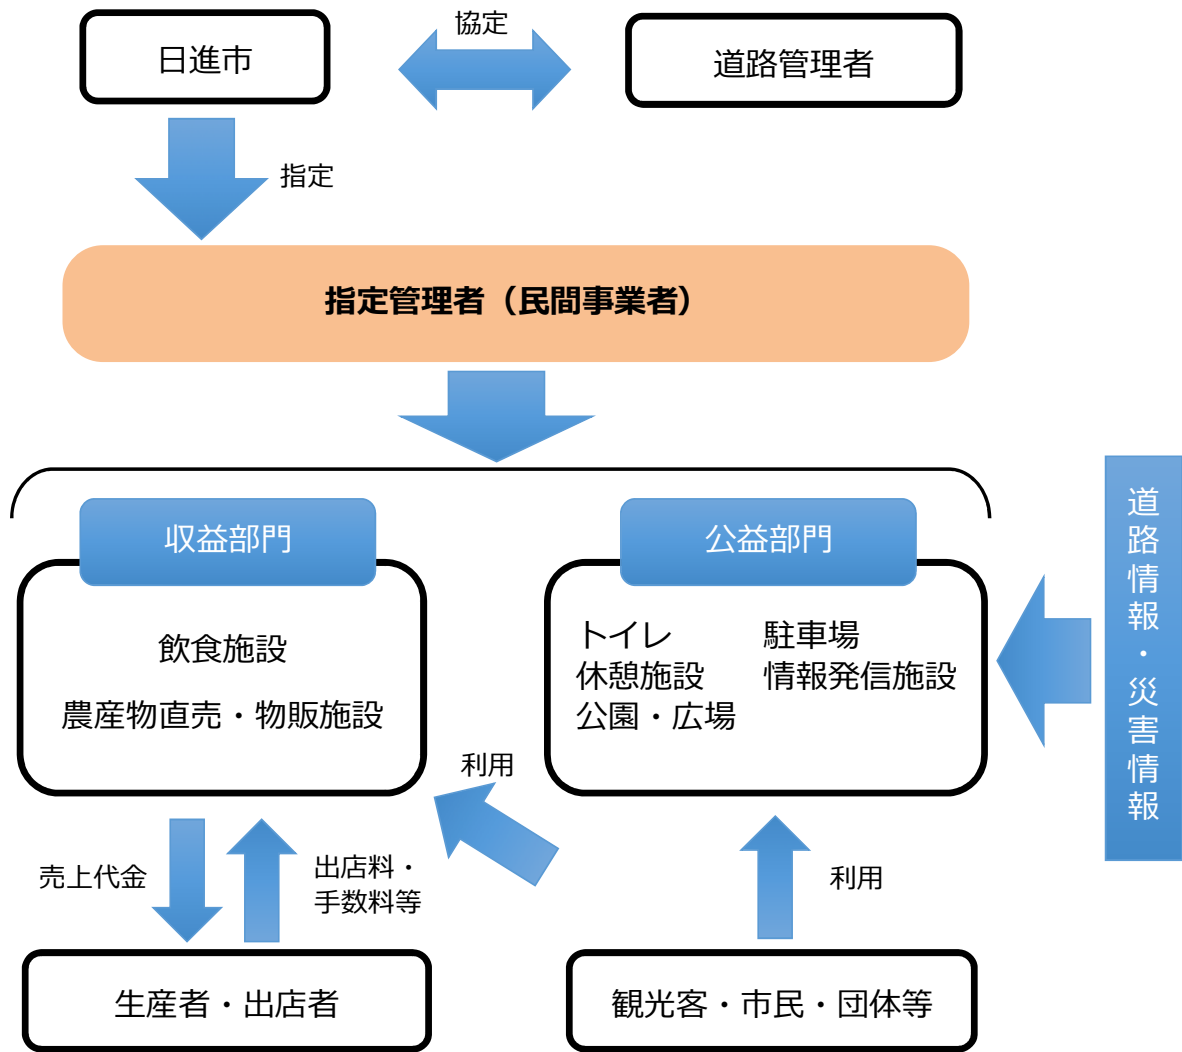 協定
日進市
道路管理者
指定
指定管理者（民間事業者）
収益部門
公益部門
飲食施設
農産物直売・物販施設
トイレ
駐車場
休憩施設
情報発信施設
公園・広場
道路情報・災害情報
利用
売上代金
出店料・
手数料等
利用
生産者・出店者
観光客・市民・団体等